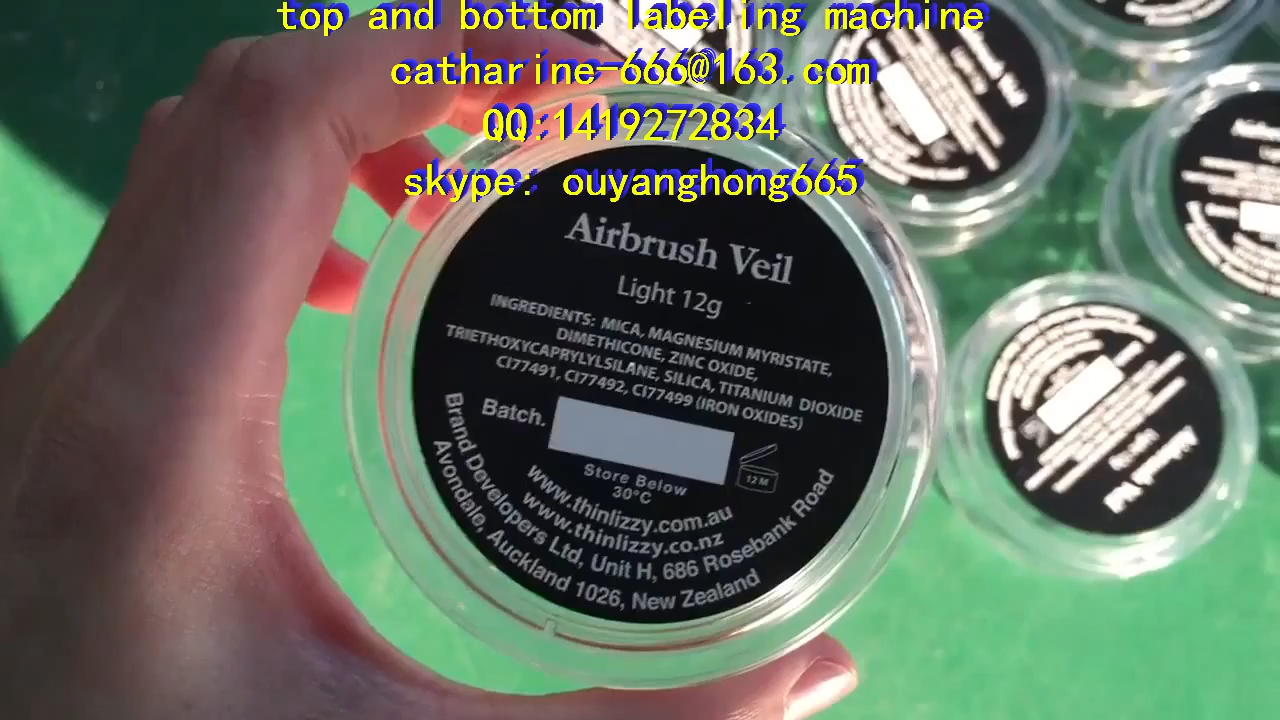 top and bottom labeling machine
catharine-666@163.com
QQ:1419272834
skype: ouyanghong665
Airbrush Veil
Light 12g
INGREDIENTS: MICA, MAGNESIUM MYRISTATE,
DIMETHICONE, ZINC OXIDE,
TRIETHOXYCAPRYLYLSILANE, SILICA, TITANIUM DIOXIDE
CI77491, CI77492, CI77499 (IRON OXIDES)
Batch.
12 M
Store Below
30°C
www.thinlizzy.com.au
www.thinlizzy.co.nz
Brand Developers Ltd, Unit H, 686 Rosebank Road
Avondale, Auckland 1026, New Zealand